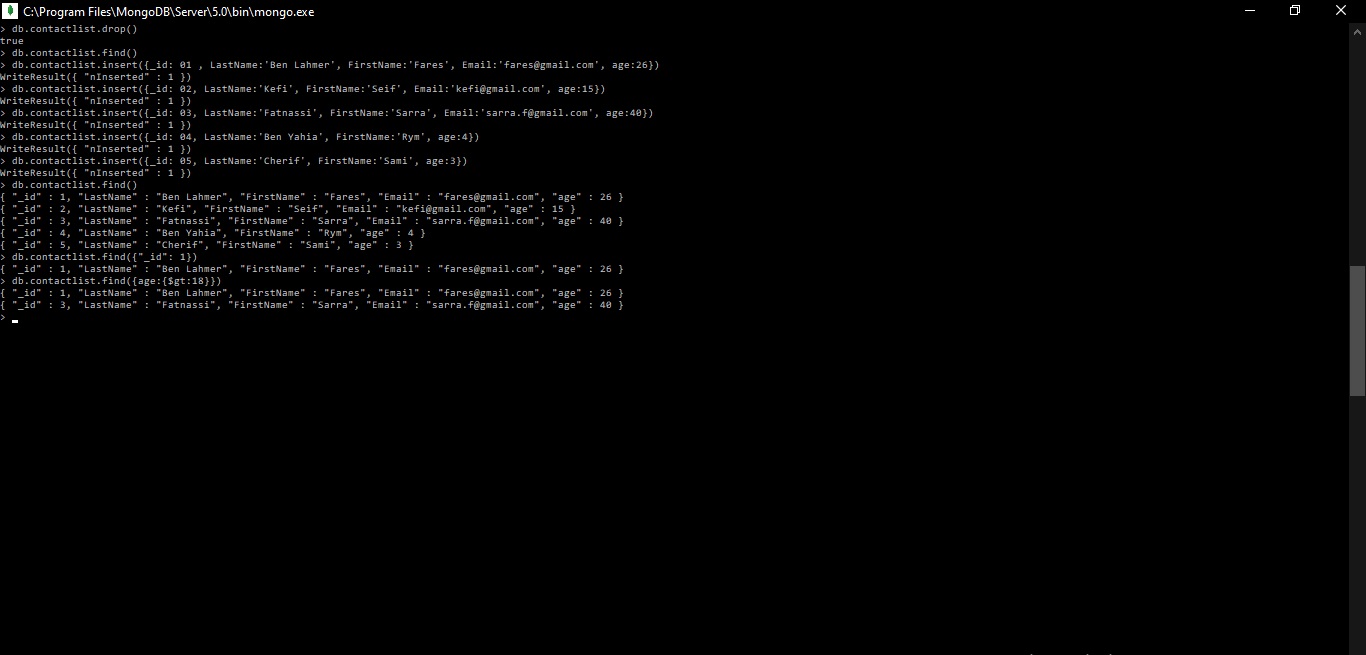 C:\Program Files\MongoDB\Server\5.0\bin\mongo.exe
> db.contactlist.drop()
true
> db.contactlist.find()
> db.contactlist.insert({_id: 01 , LastName:'Ben Lahmer', FirstName:'Fares', Email:'fares@gmail.com', age:26})
WriteResult({ "nInserted" : 1 })
> db.contactlist.insert({_id: 02, LastName:'Kefi', FirstName:'Seif', Email:'kefi@gmail.com', age:15})
WriteResult({ "nInserted" : 1 })
> db.contactlist.insert({_id: 03, LastName:'Fatnassi', FirstName:'Sarra', Email:'sarra.f@gmail.com', age:40})
WriteResult({ "nInserted" : 1 })
> db.contactlist.insert({_id: 04, LastName:'Ben Yahia', FirstName:'Rym', age:4})
WriteResult({ "nInserted" : 1 })
> db.contactlist.insert({_id: 05, LastName:'Cherif', FirstName:'Sami', age:3})
WriteResult({ "nInserted" : 1 })
> db.contactlist.find()
{ "_id" : 1, "LastName" : "Ben Lahmer", "FirstName" : "Fares", "Email" : "fares@gmail.com", "age" : 26 }
{ "_id" : 2, "LastName" : "Kefi", "FirstName" : "Seif", "Email" : "kefi@gmail.com", "age" : 15 }
{ "_id" : 3, "LastName" : "Fatnassi", "FirstName" : "Sarra", "Email" : "sarra.f@gmail.com", "age" : 40 }
{ "_id" : 4, "LastName" : "Ben Yahia", "FirstName" : "Rym", "age" : 4 }
{ "_id" : 5, "LastName" : "Cherif", "FirstName" : "Sami", "age" : 3 }
> db.contactlist.find({"_id": 1})
{ "_id" : 1, "LastName" : "Ben Lahmer", "FirstName" : "Fares", "Email" : "fares@gmail.com", "age" : 26 }
> db.contactlist.find({age:{$gt:18}})
{ "_id" : 1, "LastName" : "Ben Lahmer", "FirstName" : "Fares", "Email" : "fares@gmail.com", "age" : 26 }
{ "_id" : 3, "LastName" : "Fatnassi", "FirstName" : "Sarra", "Email" : "sarra.f@gmail.com", "age" : 40 }
>